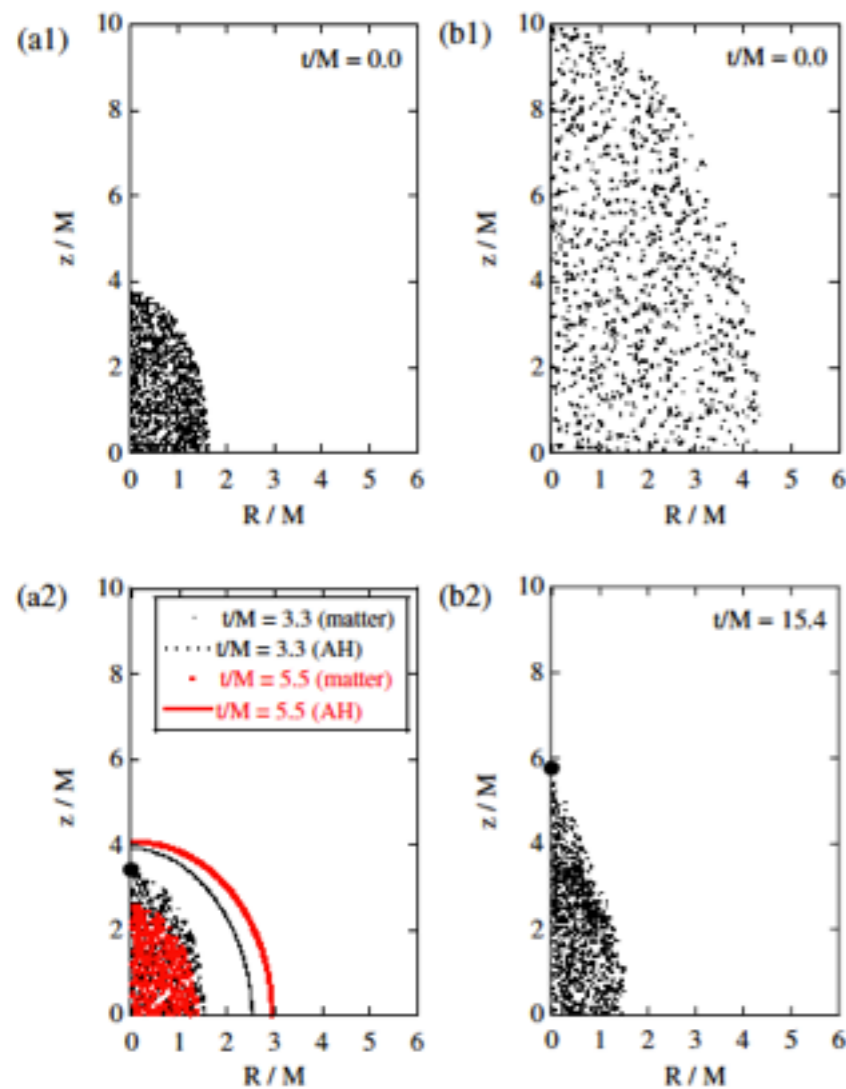 (a1)
t/M = 0.0
10
8
6
4
2
0
z / M
0 1 2 3 4 5 6
R / M
(b1)
t/M = 0.0
10
8
6
4
2
0
z / M
0 1 2 3 4 5 6
R / M
(a2)
10
8
6
4
2
0
z / M
t/M = 3.3 (matter)
t/M = 3.3 (AH)
t/M = 5.5 (matter)
t/M = 5.5 (AH)
0 1 2 3 4 5 6
R / M
(b2)
t/M = 15.4
10
8
6
4
2
0
z / M
0 1 2 3 4 5 6
R / M